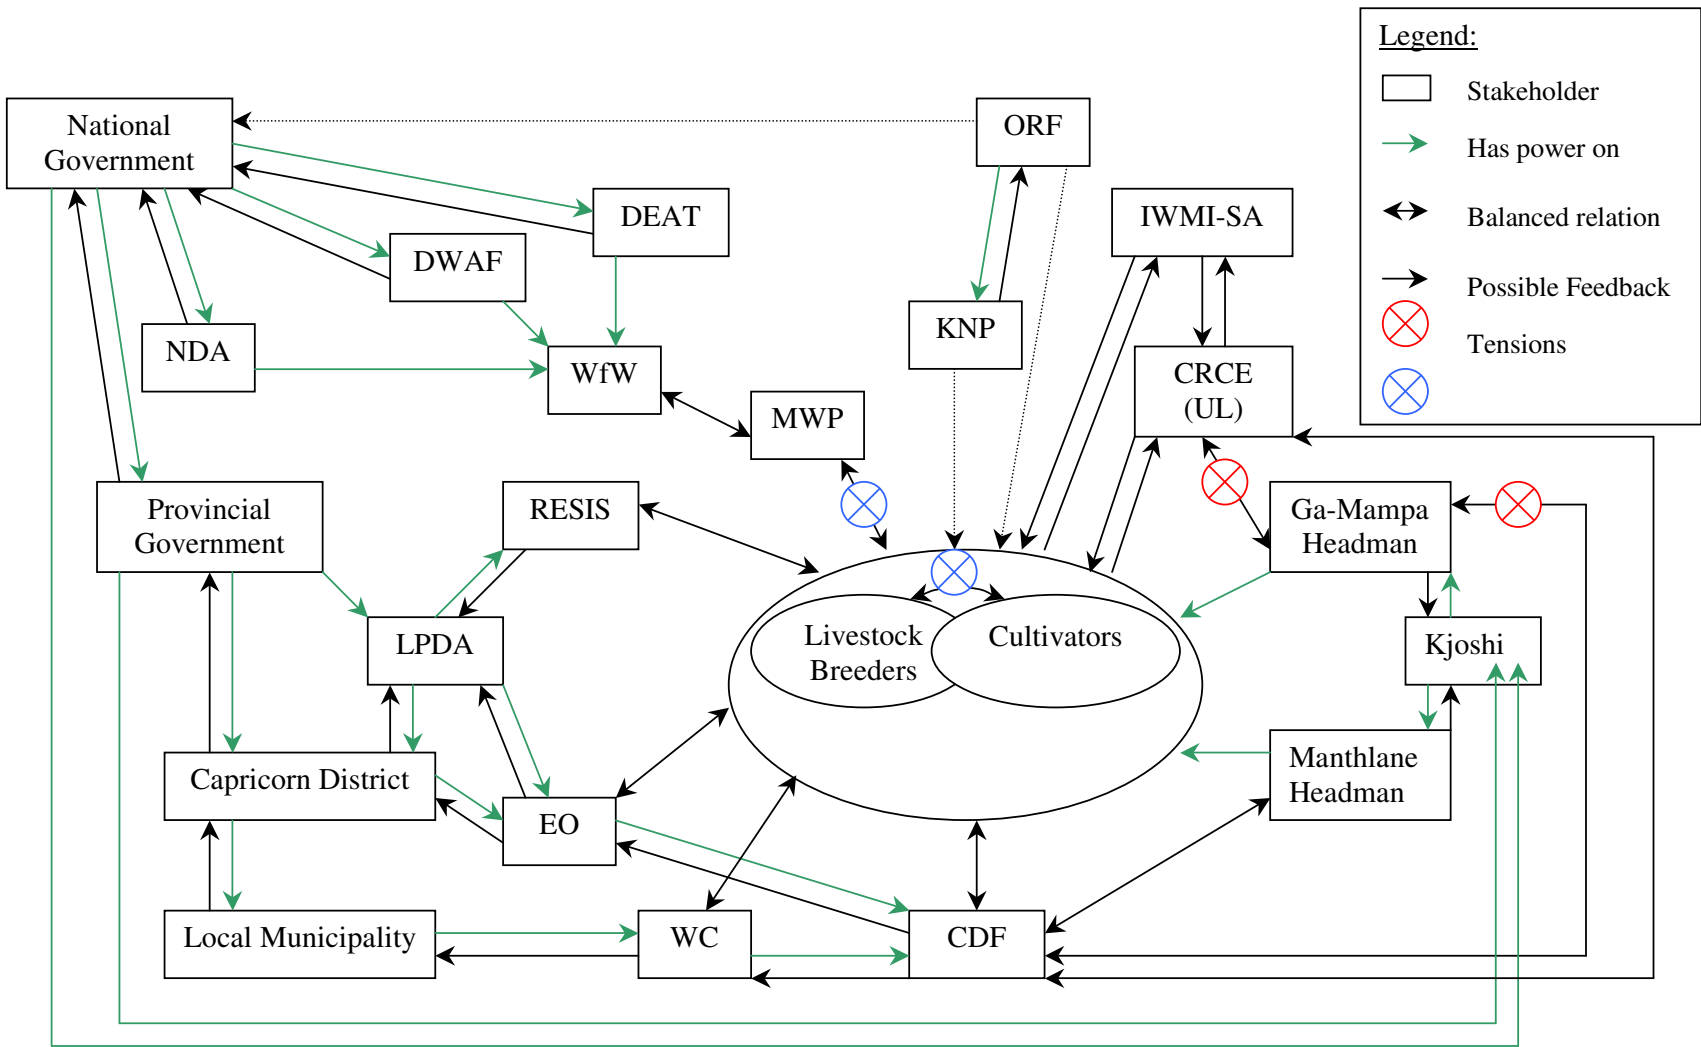 Legend:
Stakeholder
Has power on
Balanced relation
Possible Feedback
Tensions
National
Government
ORF
DEAT
IWMI-SA
DWAF
KNP
NDA
WfW
CRCE
(UL)
MWP
Provincial
Government
RESIS
Ga-Mampa
Headman
LPDA
Livestock
Breeders
Cultivators
Kjoshi
Capricorn District
Manthlane
Headman
EO
Local Municipality
WC
CDF